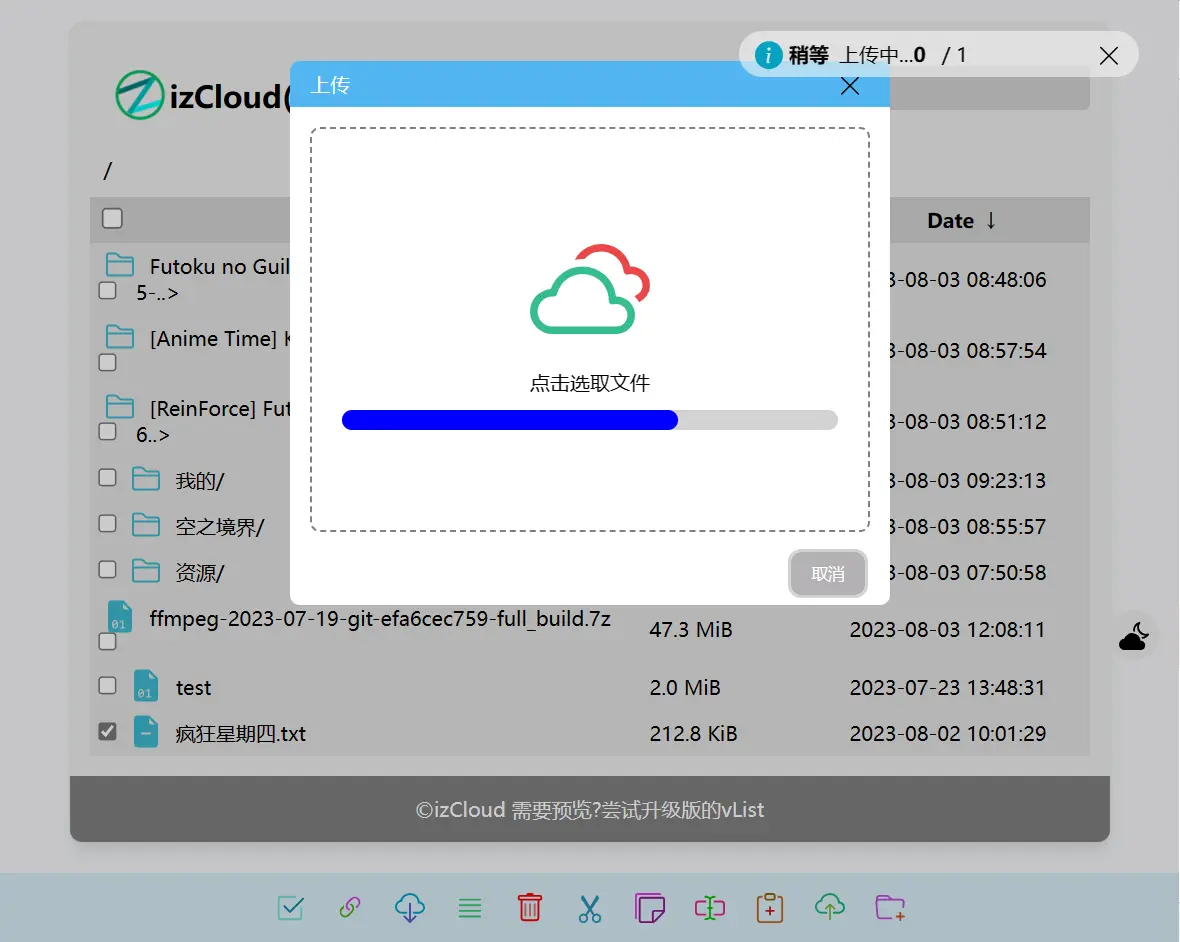 稍等 上传中...0 / 1
上传
izCloud(
/
Date ↓
Futoku no Guil
5-..>
3-08-03 08:48:06
[Anime Time] K
3-08-03 08:57:54
[ReinForce] Fut
6..>
3-08-03 08:51:12
我的/
3-08-03 09:23:13
空之境界/
3-08-03 08:55:57
资源/
3-08-03 07:50:58
点击选取文件
取消
ffmpeg-2023-07-19-git-efa6cec759-full_build.7z
47.3 MiB 2023-08-03 12:08:11
test 2.0 MiB 2023-07-23 13:48:31
疯狂星期四.txt 212.8 KiB 2023-08-02 10:01:29
©izCloud 需要预览?尝试升级版的vList